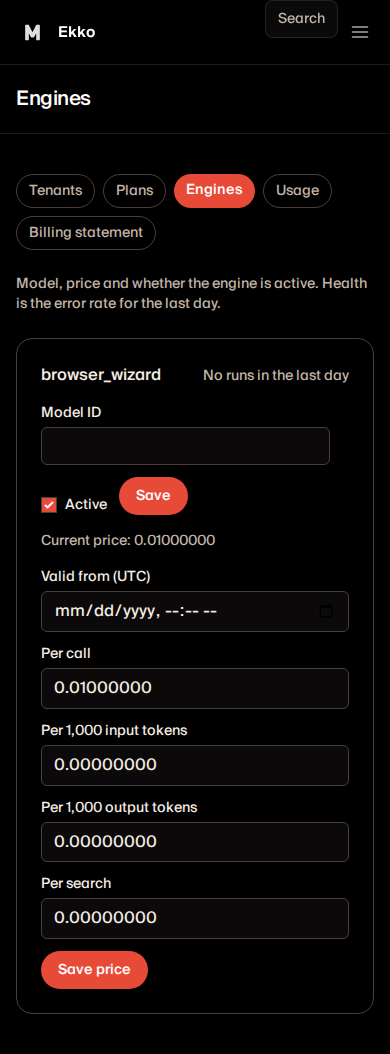 Ekko
Search
Engines
Tenants
Plans
Engines
Usage
Billing statement
Model, price and whether the engine is active. Health
is the error rate for the last day.
browser_wizard
No runs in the last day
Model ID
Active
Save
Current price: 0.01000000
Valid from (UTC)
mm/dd/yyyy, --:-- --
Per call
0.01000000
Per 1,000 input tokens
0.00000000
Per 1,000 output tokens
0.00000000
Per search
0.00000000
Save price